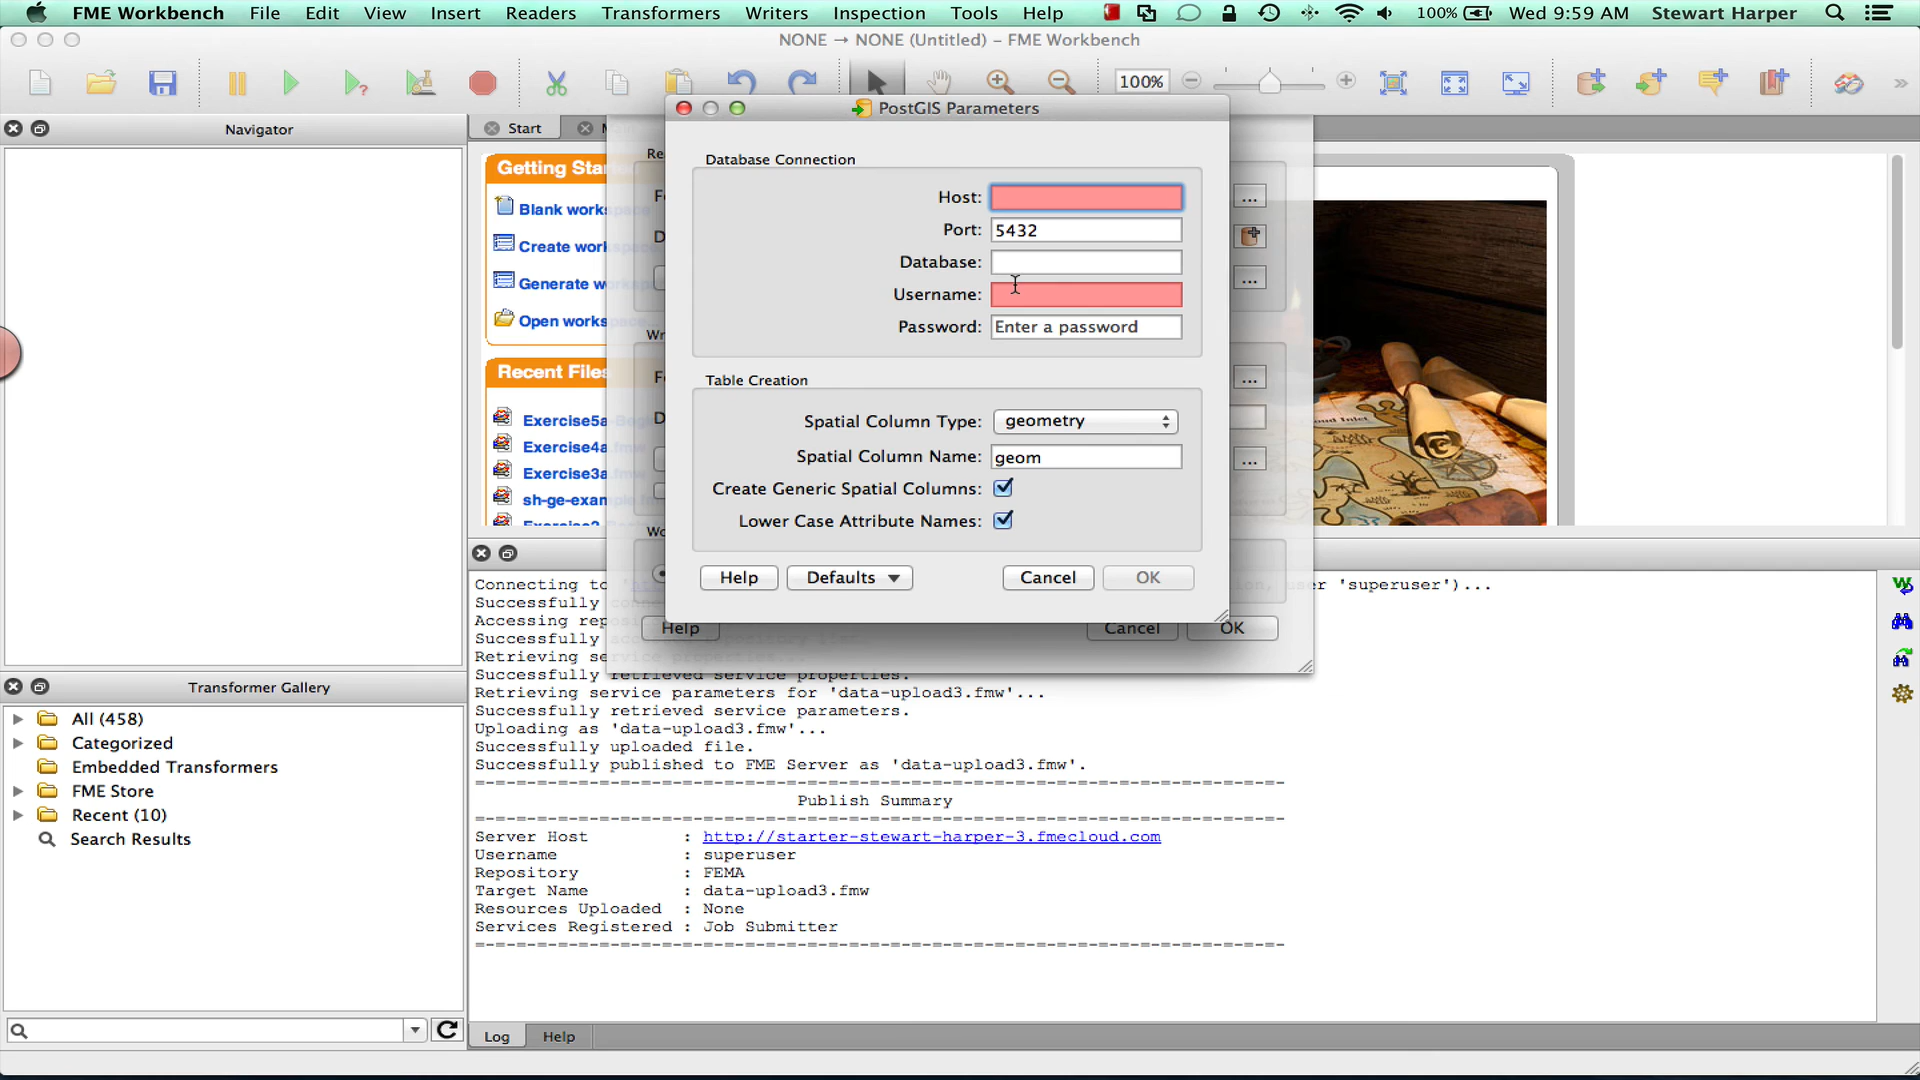 FME Workbench File Edit View Insert Readers Transformers Writers Inspection Tools Help 100% Wed 9:59 AM Stewart Harper
NONE → NONE (Untitled) – FME Workbench
100%
PostGIS Parameters
Navigator
Start
Database Connection
Getting Star
Host:
Blank works
Port: 5432
Create work
Database:
Generate wo
Username:
Open works
Password: Enter a password
Recent Files
Table Creation
Exercise5a
Spatial Column Type: geometry
Exercise4a
Spatial Column Name: geom
Exercise3a
Create Generic Spatial Columns:
sh-ge-example
Lower Case Attribute Names:
Help Defaults Cancel OK
Help Cancel OK
Connecting to 'superuser')...
Successfully
Accessing
Successfully
Retrieving service properties...
Successfully retrieved service properties.
Retrieving service parameters for 'data-upload3.fmw'...
Successfully retrieved service parameters.
Uploading as 'data-upload3.fmw'...
Successfully uploaded file.
Successfully published to FME Server as 'data-upload3.fmw'.
Publish Summary
Server Host : http://starter-stewart-harper-3.fmecloud.com
Username : superuser
Repository : FEMA
Target Name : data-upload3.fmw
Resources Uploaded : None
Services Registered : Job Submitter
Transformer Gallery
All (458)
Categorized
Embedded Transformers
FME Store
Recent (10)
Search Results
Log Help